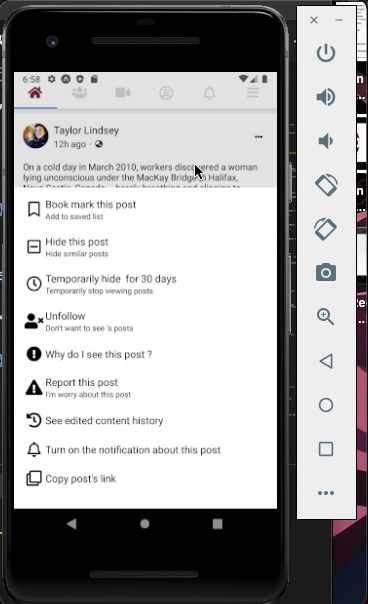 6:58
Taylor Lindsey
12h ago ·
On a cold day in March 2010, workers discovered a woman
lying unconscious under the MacKay Bridge in Halifax,
Nova Scotia, Canada
Book mark this post
Add to saved list
Hide this post
Hide similar posts
Temporarily hide for 30 days
Temporarily stop viewing posts
Unfollow
Don't want to see 's posts
Why do I see this post ?
Report this post
I'm worry about this post
See edited content history
Turn on the notification about this post
Copy post's link